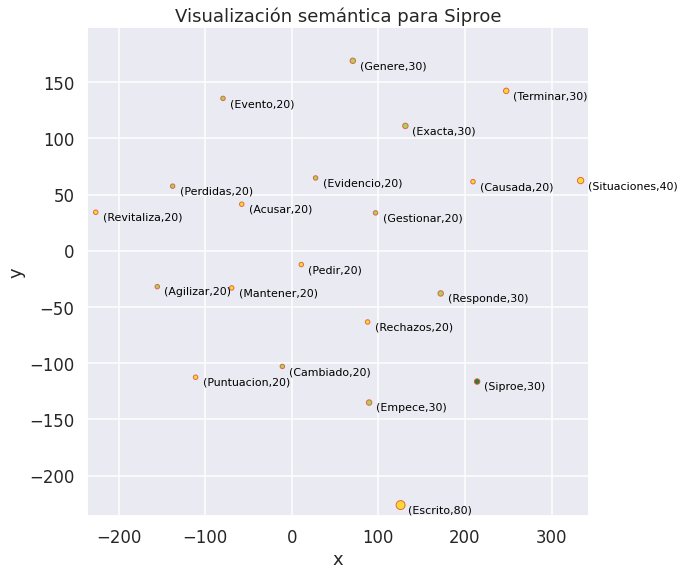 Visualización semántica para Siproe
(Genere,30)
(Terminar,30)
(Evento,20)
(Exacta,30)
(Evidencio,20)
(Situaciones,40)
(Causada,20)
(Perdidas,20)
(Acusar,20)
(Revitaliza,20)
(Gestionar,20)
(Pedir,20)
(Agilizar,20)
(Mantener,20)
(Responde,30)
(Rechazos,20)
(Cambiado,20)
(Puntuacion,20)
(Siproe,30)
(Empece,30)
(Escrito,80)
150
100
50
0
−50
−100
−150
−200
y
−200 −100 0 100 200 300
x